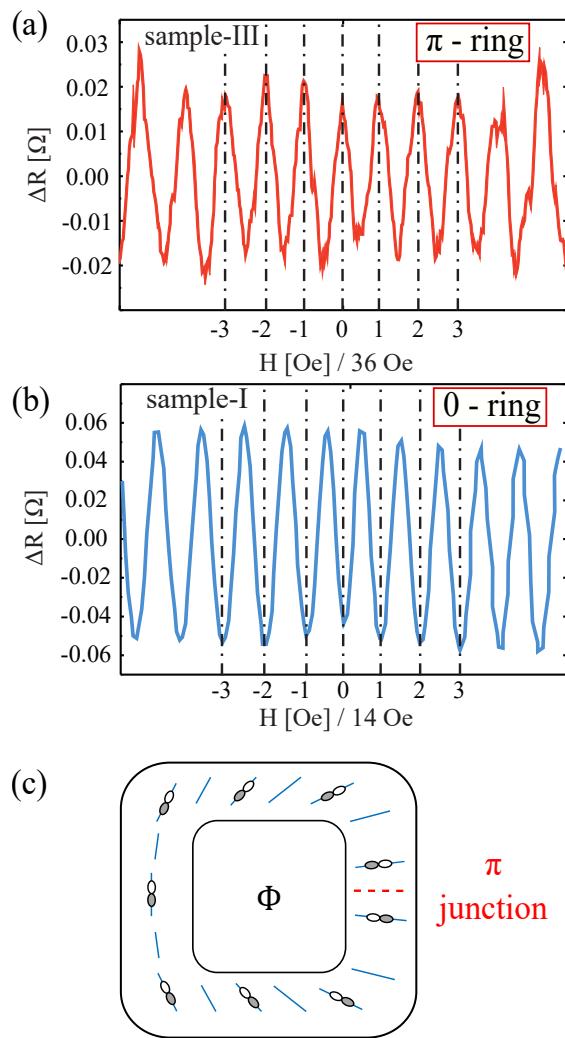 (a)
sample-III
π - ring
0.03
0.02
0.01
0.00
-0.01
-0.02
ΔR [Ω]
-3 -2 -1 0 1 2 3
H [Oe] / 36 Oe
(b)
sample-I
0 - ring
0.06
0.04
0.02
0.00
-0.02
-0.04
-0.06
ΔR [Ω]
-3 -2 -1 0 1 2 3
H [Oe] / 14 Oe
(c)
Φ
π
junction